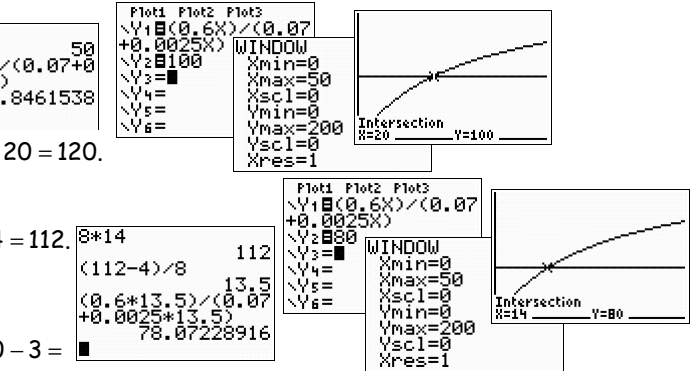 50
/(0.07+0
)
.8461538
Plot1 Plot2 Plot3
\Y1=(0.6X)/(0.07
+0.0025X)
\Y2=100
\Y3=
\Y4=
\Y5=
\Y6=
WINDOW
Xmin=0
Xmax=50
Xscl=0
Ymin=0
Ymax=200
Yscl=0
Xres=1
Intersection
X=20 Y=100
20 = 120.
4 = 112.
8*14
112
(112-4)/8
13.5
(0.6*13.5)/(0.07
+0.0025*13.5)
78.07228916
Plot1 Plot2 Plot3
\Y1=(0.6X)/(0.07
+0.0025X)
\Y2=80
\Y3=
\Y4=
\Y5=
\Y6=
WINDOW
Xmin=0
Xmax=50
Xscl=0
Ymin=0
Ymax=200
Yscl=0
Xres=1
Intersection
X=14 Y=80
0 − 3 =